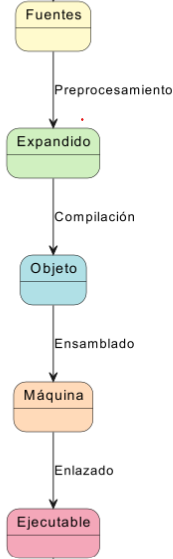 Fuentes
Preprocesamiento
Expandido
Compilación
Objeto
Ensamblado
Máquina
Enlazado
Ejecutable